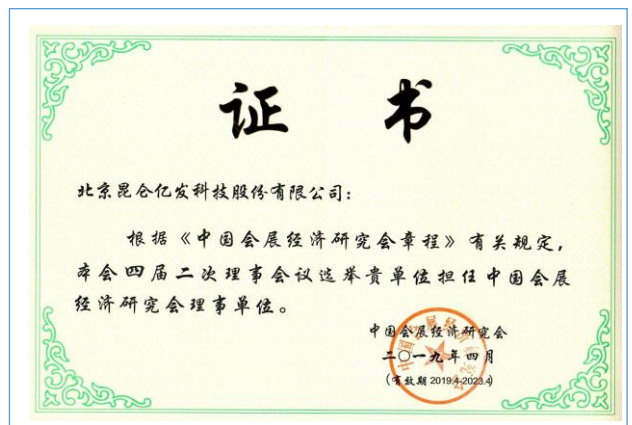 证 书
北京昆仑亿发科技股份有限公司：
根据《中国会展经济研究会章程》有关规定，
本会四届二次理事会议选举贵单位担任中国会展
经济研究会理事单位。
中国会展经济研究会
二〇一九年四月
（有效期2019.4-2023.4）